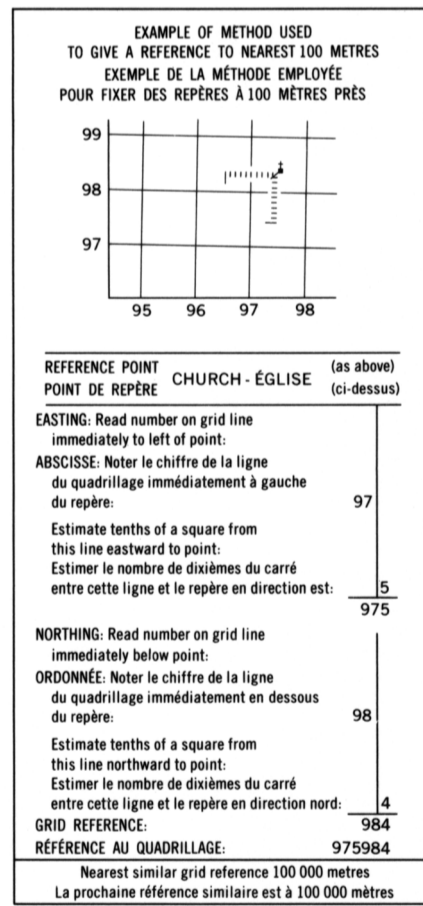 EXAMPLE OF METHOD USED
TO GIVE A REFERENCE TO NEAREST 100 METRES
EXEMPLE DE LA MÉTHODE EMPLOYÉE
POUR FIXER DES REPÈRES À 100 MÈTRES PRÈS
99
98
97
95 96 97 98
REFERENCE POINT
POINT DE REPÈRE
CHURCH - ÉGLISE
(as above)
(ci-dessus)
EASTING: Read number on grid line
immediately to left of point:
ABSCISSE: Noter le chiffre de la ligne
du quadrillage immédiatement à gauche
du repère: 97
Estimate tenths of a square from
this line eastward to point:
Estimer le nombre de dixièmes du carré
entre cette ligne et le repère en direction est: 5
975
NORTHING: Read number on grid line
immediately below point:
ORDONNÉE: Noter le chiffre de la ligne
du quadrillage immédiatement en dessous
du repère: 98
Estimate tenths of a square from
this line northward to point:
Estimer le nombre de dixièmes du carré
entre cette ligne et le repère en direction nord: 4
GRID REFERENCE: 984
RÉFÉRENCE AU QUADRILLAGE: 975984
Nearest similar grid reference 100 000 metres
La prochaine référence similaire est à 100 000 mètres